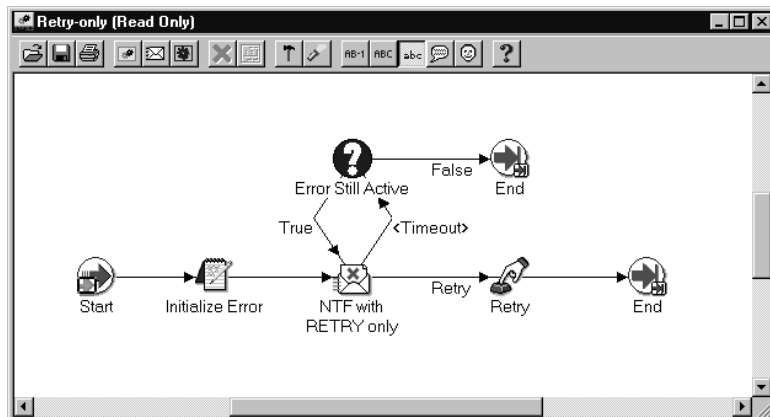 Retry-only (Read Only)
AB-1 ABC abc ?
?
False
Error Still Active
End
True
<Timeout>
Start
Initialize Error
NTF with
RETRY only
Retry
Retry
End